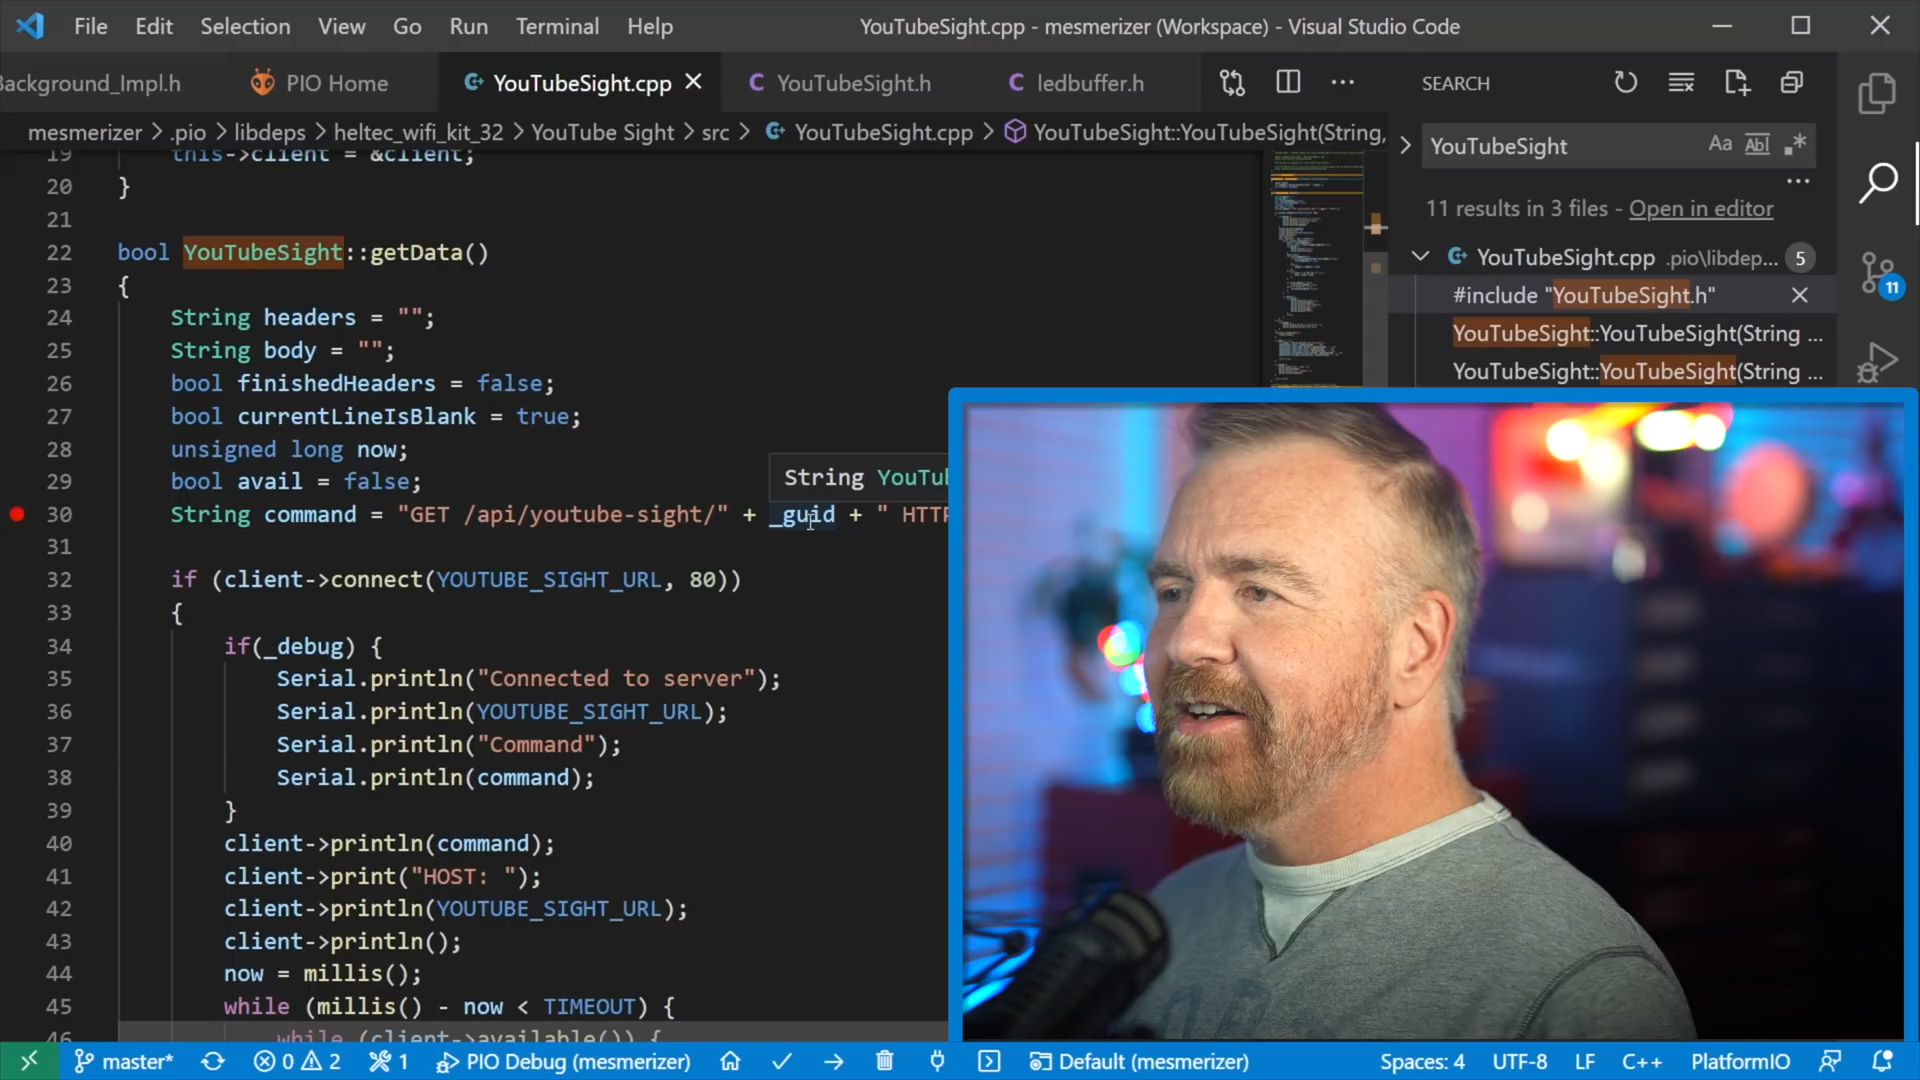 File Edit Selection View Go Run Terminal Help
YouTubeSight.cpp - mesmerizer (Workspace) - Visual Studio Code
Background_Impl.h
PIO Home
YouTubeSight.cpp
YouTubeSight.h
ledbuffer.h
SEARCH
mesmerizer > .pio > libdeps > heltec_wifi_kit_32 > YouTube Sight > src > YouTubeSight.cpp > YouTubeSight::YouTubeSight(String,
YouTubeSight
Aa Abl .*
11 results in 3 files - Open in editor
YouTubeSight.cpp .pio\libdep... 5
#include "YouTubeSight.h"
YouTubeSight::YouTubeSight(String ...
YouTubeSight::YouTubeSight(String ...
11
19 this->client = &client;
20 }
21
22 bool YouTubeSight::getData()
23 {
24 String headers = "";
25 String body = "";
26 bool finishedHeaders = false;
27 bool currentLineIsBlank = true;
28 unsigned long now;
String YouTub
29 bool avail = false;
30 String command = "GET /api/youtube-sight/" + _guid + " HTTP
31
32 if (client->connect(YOUTUBE_SIGHT_URL, 80))
33 {
34 if(_debug) {
35 Serial.println("Connected to server");
36 Serial.println(YOUTUBE_SIGHT_URL);
37 Serial.println("Command");
38 Serial.println(command);
39 }
40 client->println(command);
41 client->print("HOST: ");
42 client->println(YOUTUBE_SIGHT_URL);
43 client->println();
44 now = millis();
45 while (millis() - now < TIMEOUT) {
46 while (client->available()) {
master* 0 2 1 PIO Debug (mesmerizer) Default (mesmerizer) Spaces: 4 UTF-8 LF C++ PlatformIO